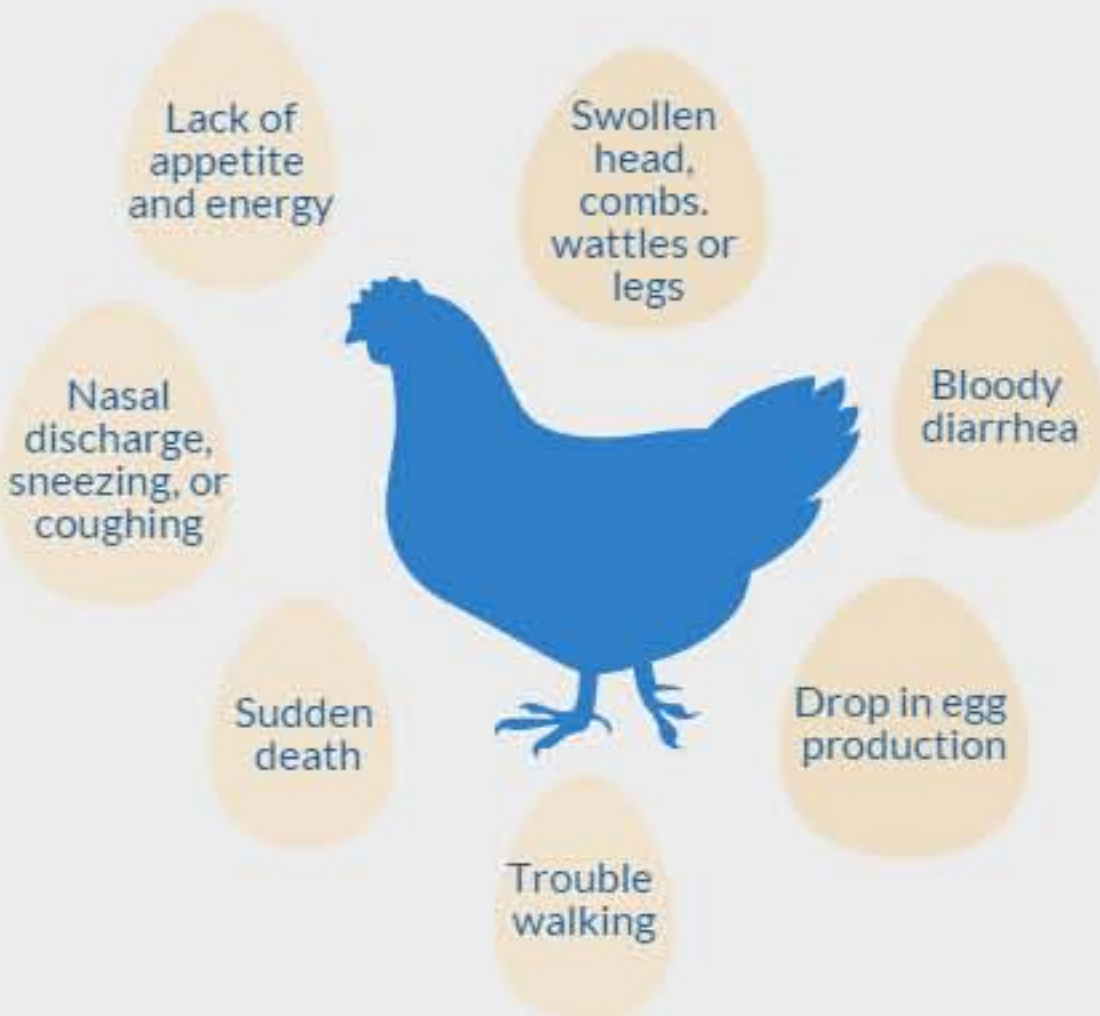 Lack of
appetite
and energy
Swollen
head,
combs.
wattles or
legs
Nasal
discharge,
sneezing, or
coughing
Bloody
diarrhea
Sudden
death
Drop in egg
production
Trouble
walking